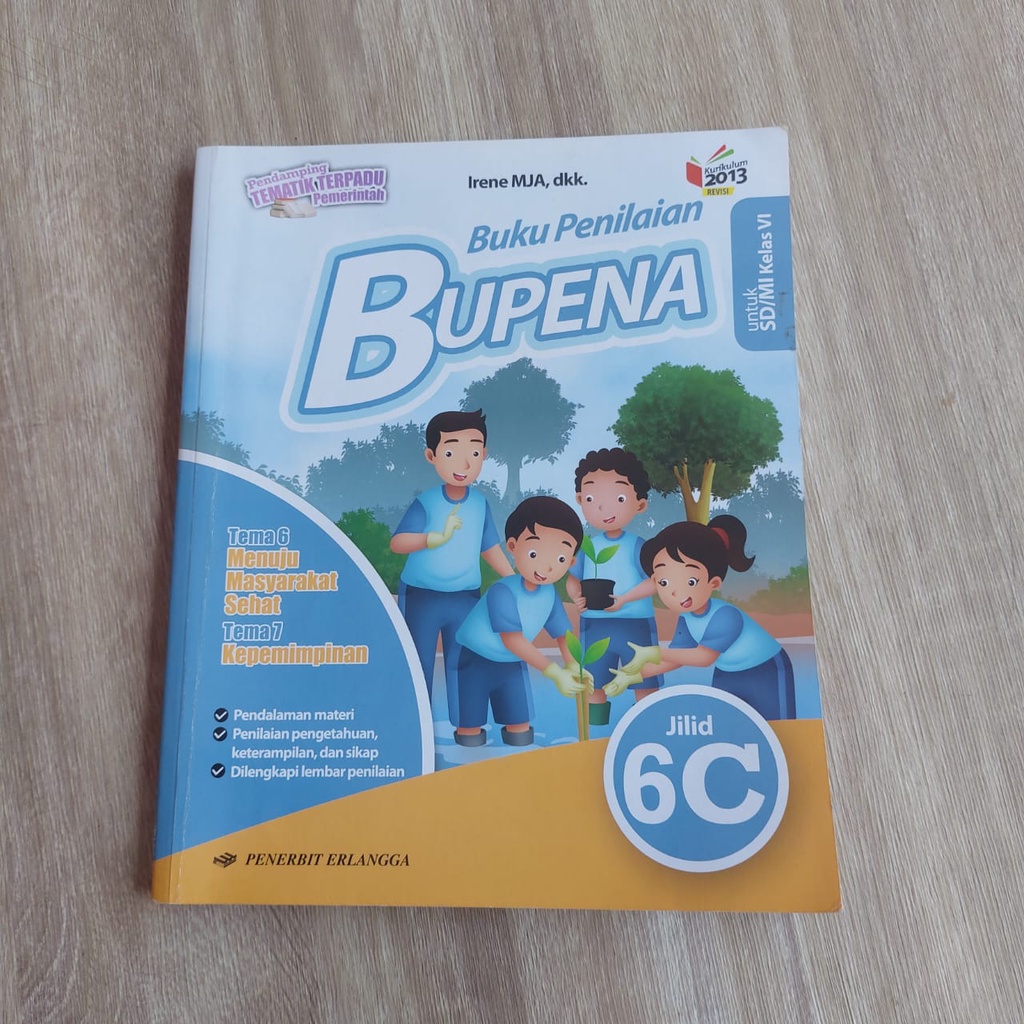 Pendamping
TEMATIK TERPADU
Pemerintah
Irene MJA, dkk.
Kurikulum
2013
REVISI
Buku Penilaian
BUPENA
untuk
SD/MI Kelas VI
Tema 6
Menuju
Masyarakat
Sehat
Tema 7
Kepemimpinan
Pendalaman materi
Penilaian pengetahuan,
keterampilan, dan sikap
Dilengkapi lembar penilaian
Jilid
6C
PENERBIT ERLANGGA